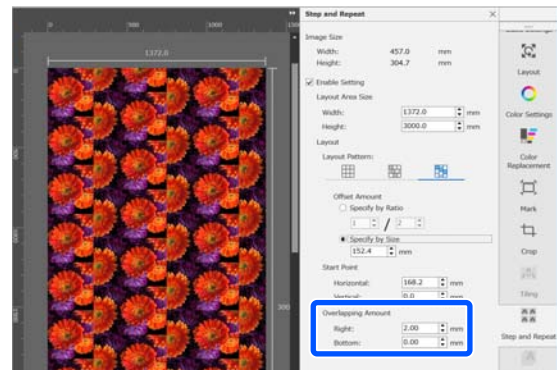 Step and Repeat
Image Size
Width: 457.0 mm
Height: 304.7 mm
Enable Setting
Layout Area Size
Width: 1372.0 mm
Height: 3000.0 mm
Layout
Layout Pattern:
Offset Amount
Specify by Ratio
1 / 2
Specify by Size
152.4 mm
Start Point
Horizontal: 168.2 mm
Vertical: 0.0 mm
Overlapping Amount
Right: 2.00 mm
Bottom: 0.00 mm
0 500 1000
1372.0
300
Layout
Color Settings
Color
Replacement
Mark
Crop
Tiling
Step and Repeat